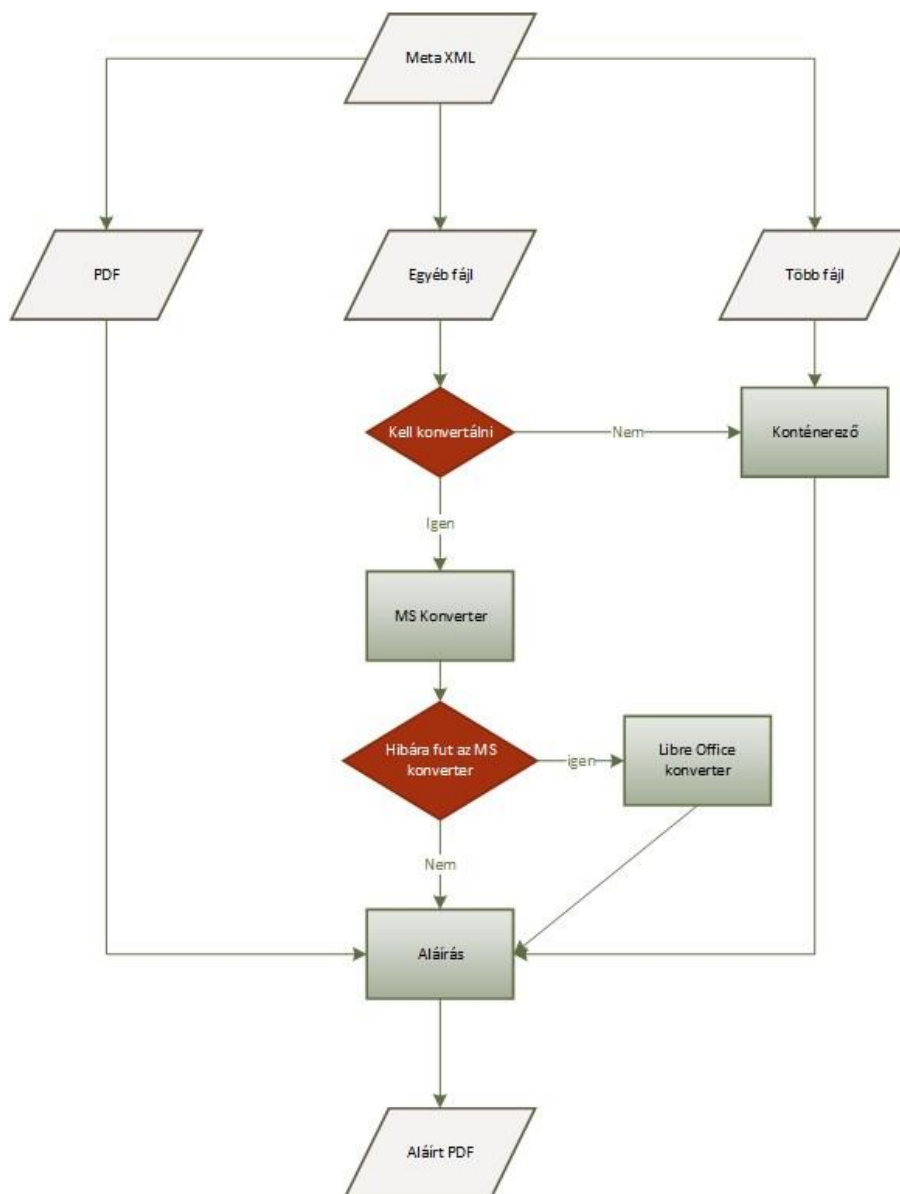 Meta XML
PDF
Egyéb fájl
Több fájl
Kell konvertálni
Nem
Konténerező
Igen
MS Konverter
Hibára fut az MS
konverter
igen
Libre Office
konverter
Nem
Aláírás
Aláírt PDF